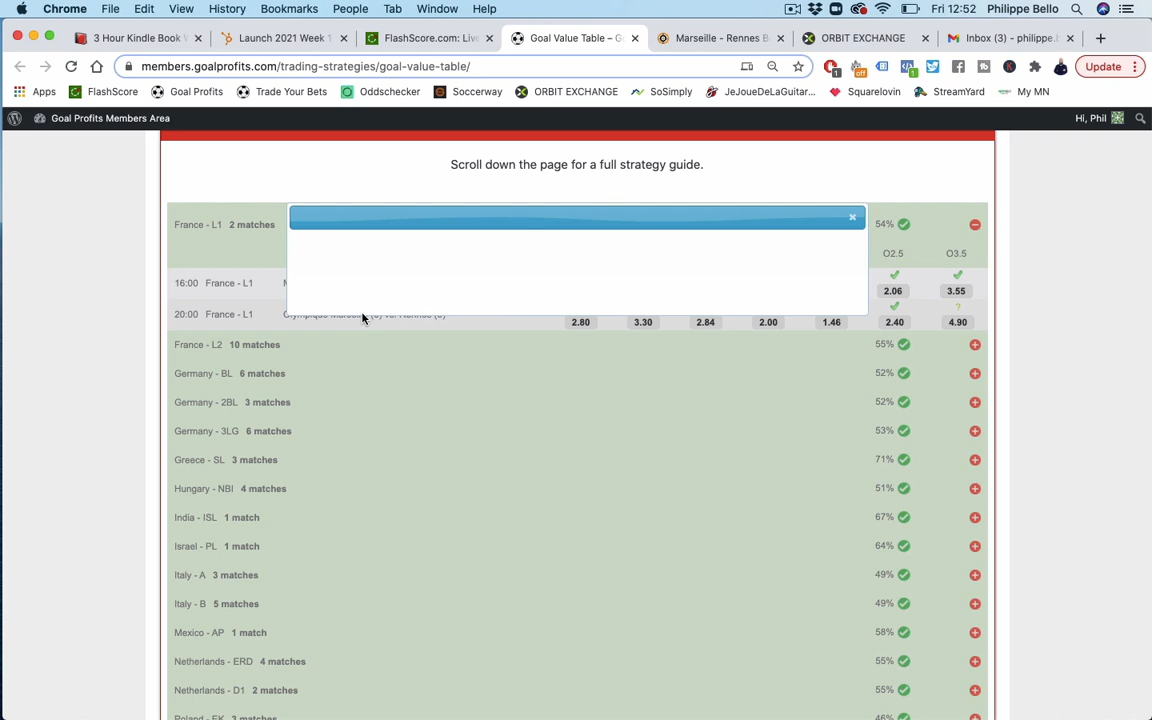 Chrome File Edit View History Bookmarks People Tab Window Help Fri 12:52 Philippe Bello
3 Hour Kindle Book W Launch 2021 Week 1 FlashScore.com: Live Goal Value Table – G Marseille - Rennes B ORBIT EXCHANGE Inbox (3) - philippe.b
members.goalprofits.com/trading-strategies/goal-value-table/ 1 off 1 Update
Apps FlashScore Goal Profits Trade Your Bets Oddschecker Soccerway ORBIT EXCHANGE SoSimply JeJoueDeLaGuitar... Squarelovin StreamYard My MN
Goal Profits Members Area Hi, Phil
Scroll down the page for a full strategy guide.
France - L1 2 matches 54%
O2.5 O3.5
16:00 France - L1 2.06 3.55
20:00 France - L1 2.80 3.30 2.84 2.00 1.46 2.40 4.90
France - L2 10 matches 55%
Germany - BL 6 matches 52%
Germany - 2BL 3 matches 52%
Germany - 3LG 6 matches 53%
Greece - SL 3 matches 71%
Hungary - NBI 4 matches 51%
India - ISL 1 match 67%
Israel - PL 1 match 64%
Italy - A 3 matches 49%
Italy - B 5 matches 49%
Mexico - AP 1 match 58%
Netherlands - ERD 4 matches 55%
Netherlands - D1 2 matches 55%
Poland - EK 3 matches 46%